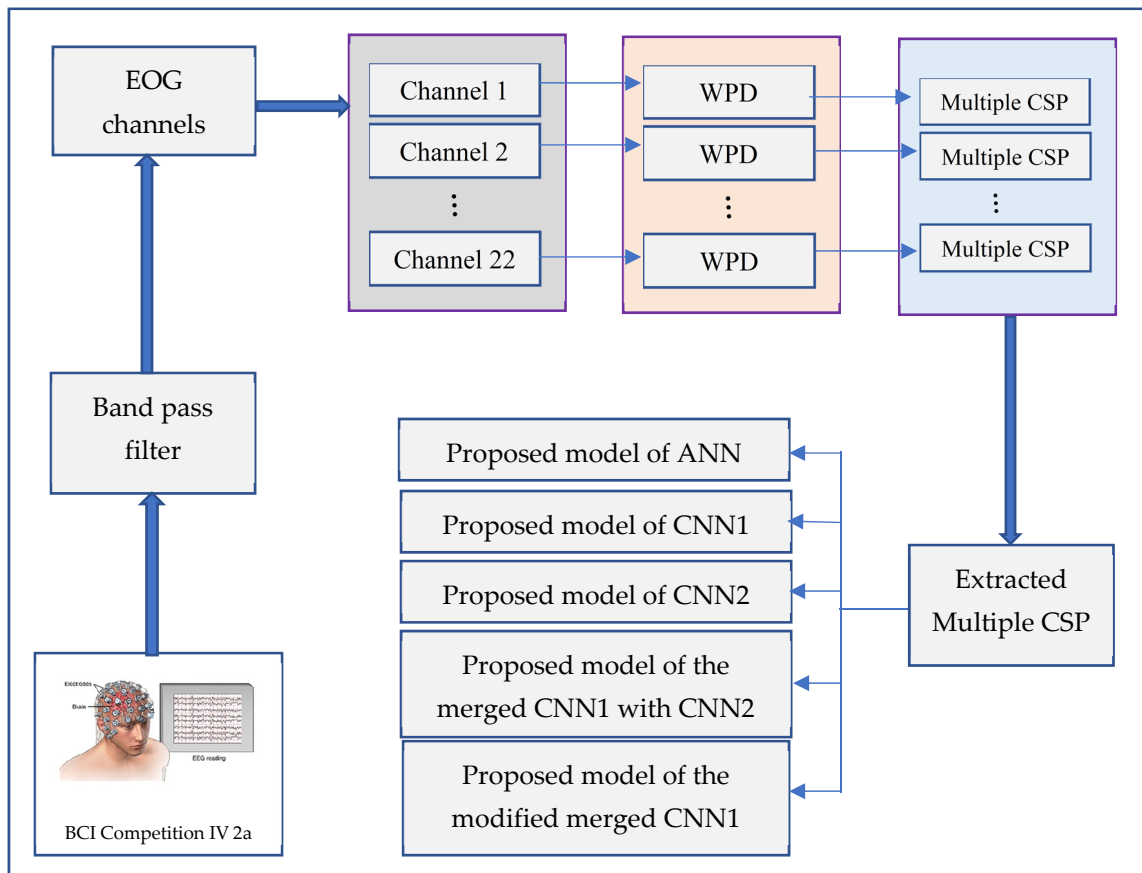 EOG
channels
Channel 1
Channel 2
⋮
Channel 22
WPD
WPD
⋮
WPD
Multiple CSP
Multiple CSP
⋮
Multiple CSP
Band pass
filter
Electrodes
Brain
EEG reading
BCI Competition IV 2a
Extracted
Multiple CSP
Proposed model of ANN
Proposed model of CNN1
Proposed model of CNN2
Proposed model of the
merged CNN1 with CNN2
Proposed model of the
modified merged CNN1